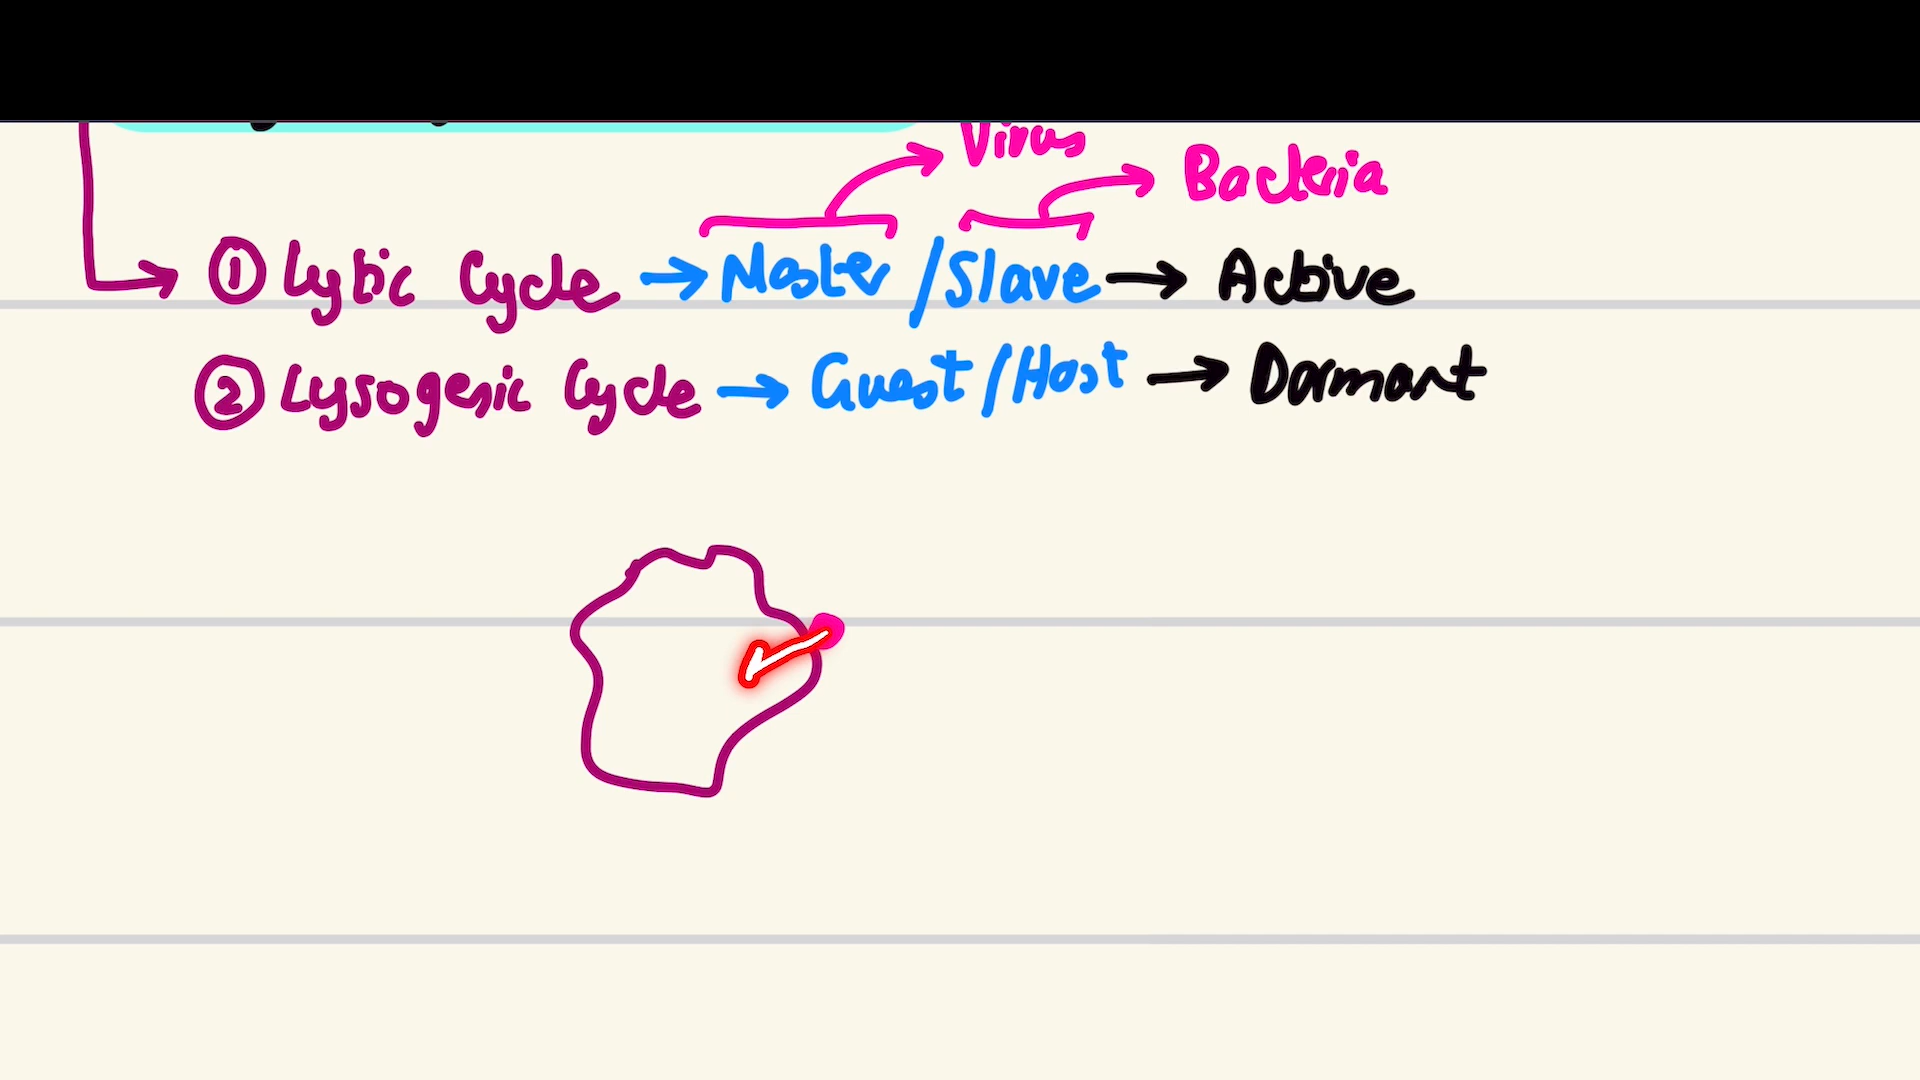 Virus
Bacteria
① Lytic Cycle → Master / Slave → Active
② Lysogenic Cycle → Guest / Host → Dormant